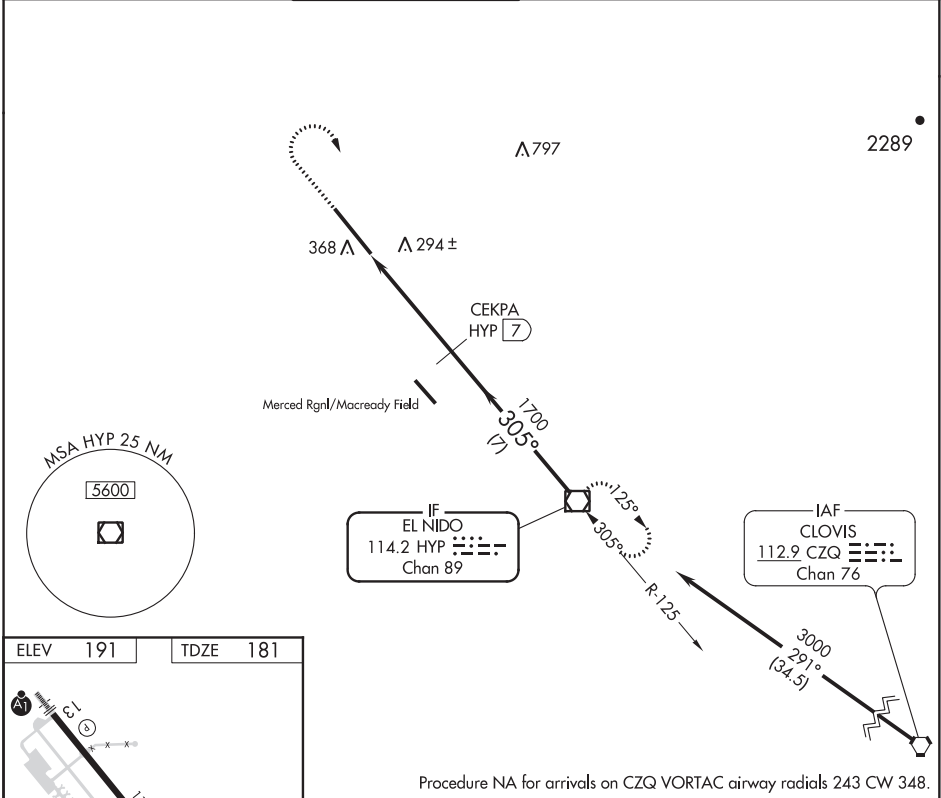 797
2289
368
294 ±
CEKPA
HYP 7
Merced Rgnl/Macready Field
1700
305°
(7)
MSA HYP 25 NM
5600
IF
EL NIDO
114.2 HYP
Chan 89
125°
305°
R-125
IAF
CLOVIS
112.9 CZQ
Chan 76
3000
291°
(34.5)
ELEV 191
TDZE 181
A1
13
P
x x x
Procedure NA for arrivals on CZQ VORTAC airway radials 243 CW 348.